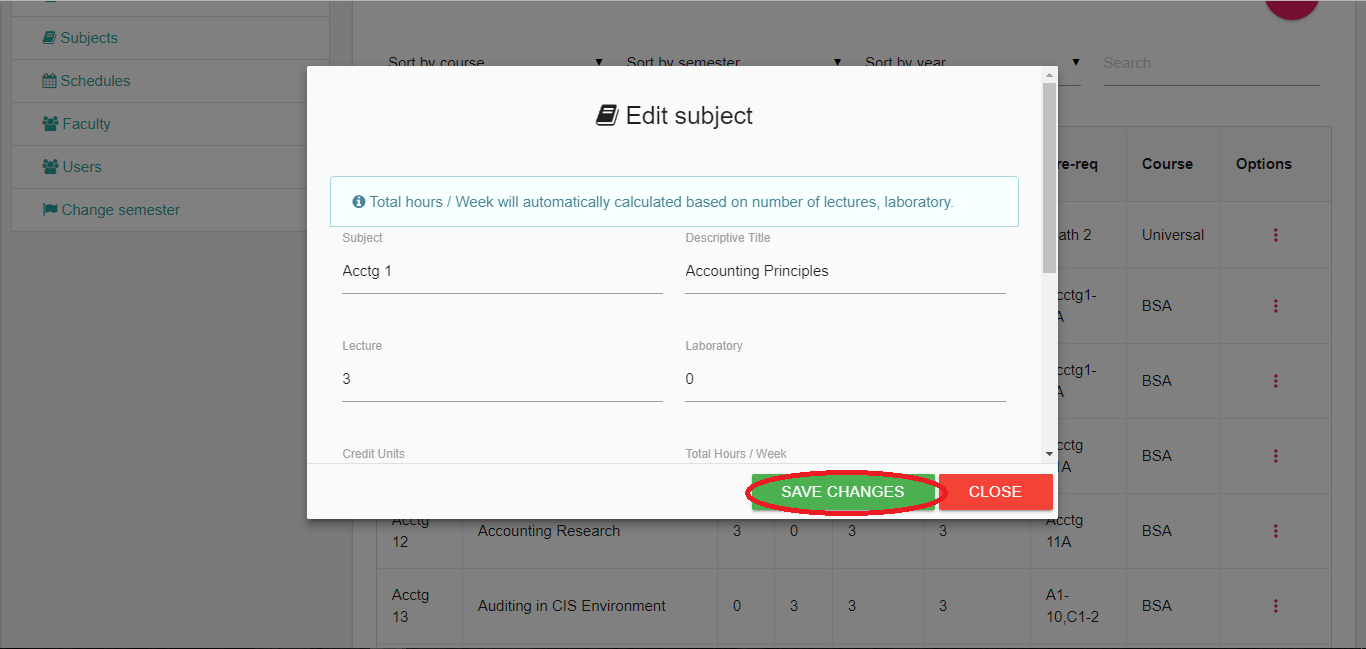 Subjects
Schedules
Faculty
Users
Change semester
Sort by course
Sort by semester
Sort by year
Search
Edit subject
Total hours / Week will automatically calculated based on number of lectures, laboratory.
Subject
Descriptive Title
Acctg 1
Accounting Principles
Lecture
Laboratory
3
0
Credit Units
Total Hours / Week
SAVE CHANGES
CLOSE
re-req Course Options
ath 2 Universal
cctg1-
A
BSA
cctg1-
A
BSA
cctg
1A
BSA
Acctg
12
Accounting Research 3 0 3 3
Acctg
11A
BSA
Acctg
13
Auditing in CIS Environment 0 3 3 3
A1-
10,C1-2
BSA